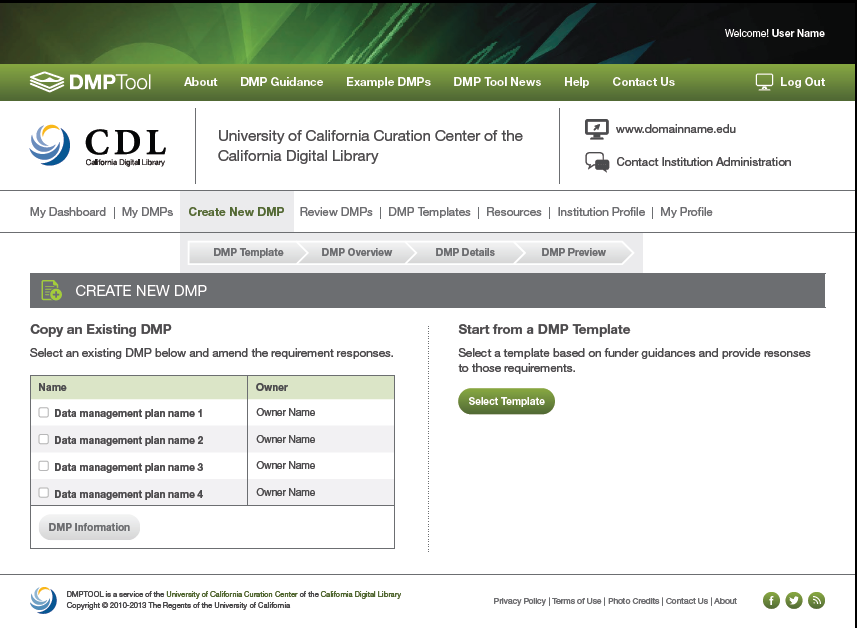 Welcome! User Name
DMPTool About DMP Guidance Example DMPs DMP Tool News Help Contact Us Log Out
CDL
California Digital Library
University of California Curation Center of the
California Digital Library
www.domainname.edu
Contact Institution Administration
My Dashboard | My DMPs Create New DMP Review DMPs | DMP Templates | Resources | Institution Profile | My Profile
DMP Template DMP Overview DMP Details DMP Preview
CREATE NEW DMP
Copy an Existing DMP
Select an existing DMP below and amend the requirement responses.
Name Owner
Data management plan name 1 Owner Name
Data management plan name 2 Owner Name
Data management plan name 3 Owner Name
Data management plan name 4 Owner Name
DMP Information
Start from a DMP Template
Select a template based on funder guidances and provide resonses
to those requirements.
Select Template
DMPTOOL is a service of the University of California Curation Center of the California Digital Library
Copyright © 2010-2013 The Regents of the University of California
Privacy Policy | Terms of Use | Photo Credits | Contact Us | About